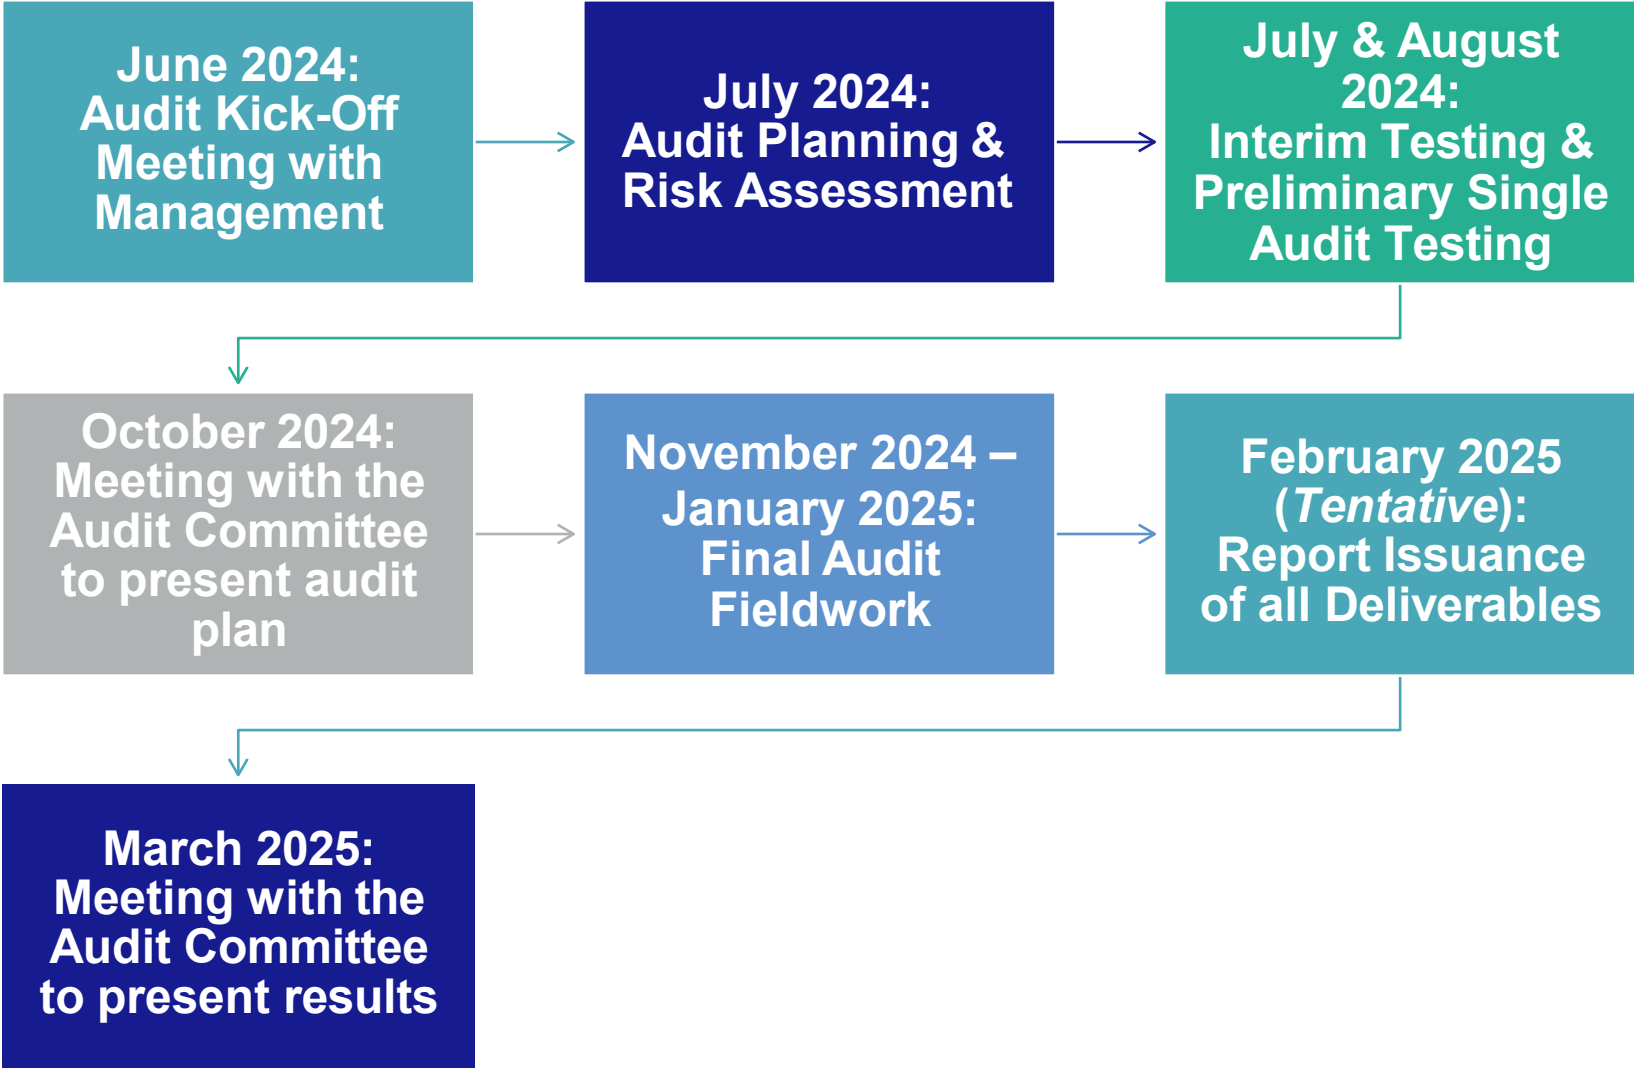 June 2024:
Audit Kick-Off
Meeting with
Management
July 2024:
Audit Planning &
Risk Assessment
July & August
2024:
Interim Testing &
Preliminary Single
Audit Testing
October 2024:
Meeting with the
Audit Committee
to present audit
plan
November 2024 –
January 2025:
Final Audit
Fieldwork
February 2025
(Tentative):
Report Issuance
of all Deliverables
March 2025:
Meeting with the
Audit Committee
to present results